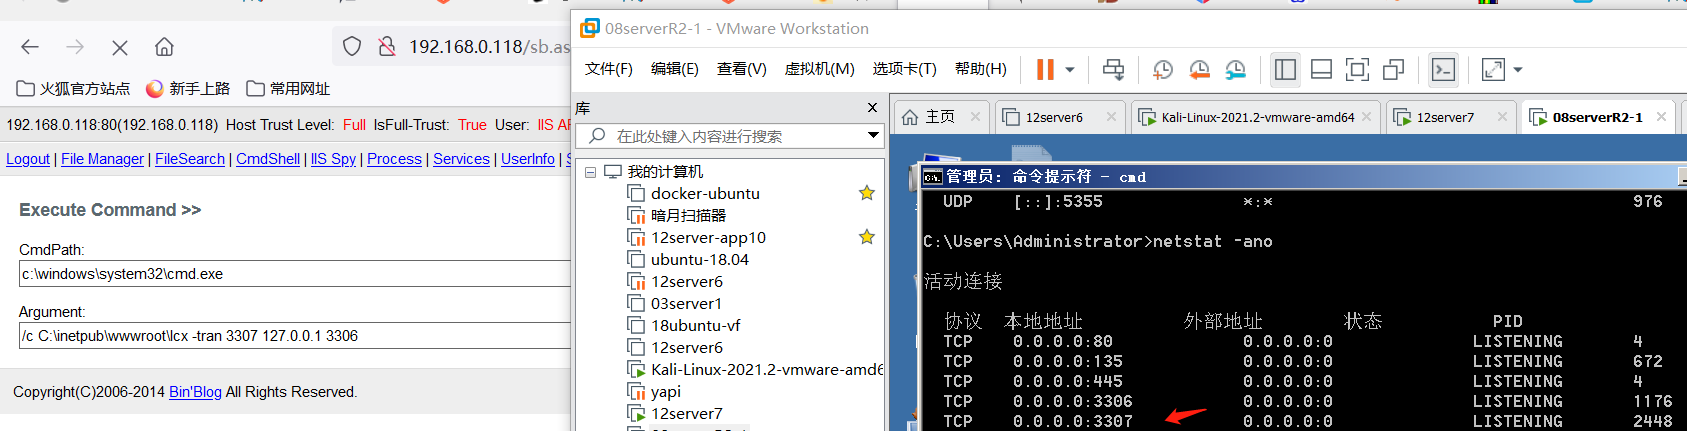 192.168.0.118/sb.as
火狐官方站点 新手上路 常用网址
192.168.0.118:80(192.168.0.118) Host Trust Level: Full IsFull-Trust: True User: IIS AF
Logout | File Manager | FileSearch | CmdShell | IIS Spy | Process | Services | UserInfo | S
Execute Command >>
CmdPath:
c:\windows\system32\cmd.exe
Argument:
/c C:\inetpub\wwwroot\lcx -tran 3307 127.0.0.1 3306
Copyright(C)2006-2014 Bin'Blog All Rights Reserved.
08serverR2-1 - VMware Workstation
文件(F) 编辑(E) 查看(V) 虚拟机(M) 选项卡(T) 帮助(H)
库
在此处键入内容进行搜索
我的计算机
docker-ubuntu
暗月扫描器
12server-app10
ubuntu-18.04
12server6
03server1
18ubuntu-vf
12server6
Kali-Linux-2021.2-vmware-amd6
yapi
12server7
主页 12server6 Kali-Linux-2021.2-vmware-amd64 12server7 08serverR2-1
管理员: 命令提示符 - cmd
UDP [::]:5355 *:* 976
C:\Users\Administrator>netstat -ano
活动连接
协议 本地地址 外部地址 状态 PID
TCP 0.0.0.0:80 0.0.0.0:0 LISTENING 4
TCP 0.0.0.0:135 0.0.0.0:0 LISTENING 672
TCP 0.0.0.0:445 0.0.0.0:0 LISTENING 4
TCP 0.0.0.0:3306 0.0.0.0:0 LISTENING 1176
TCP 0.0.0.0:3307 0.0.0.0:0 LISTENING 2448